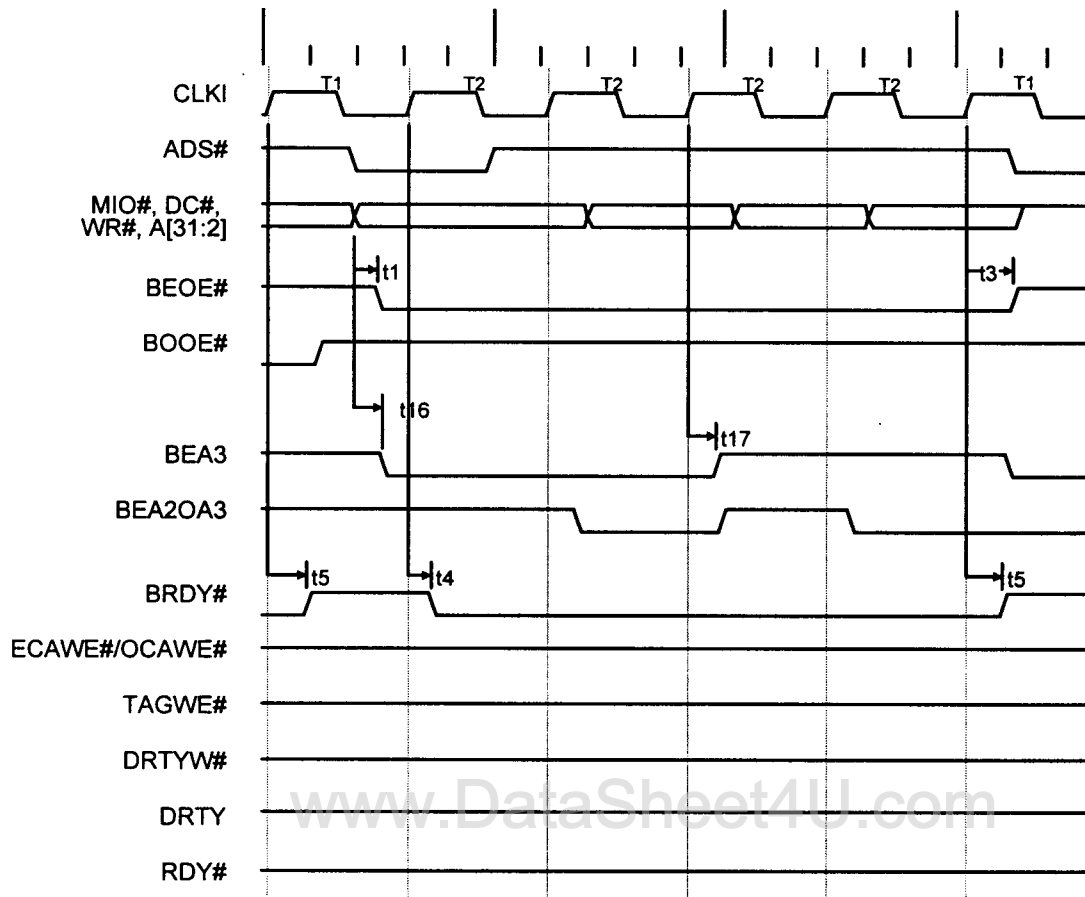 T1 T2 T2 T2 T2 T1
CLKI
ADS#
MIO#, DC#,
WR#, A[31:2]
t1 t3
BEOE#
BOOE#
t16
t17
BEA3
BEA2OA3
t5 t4 t5
BRDY#
ECAWE#/OCAWE#
TAGWE#
DRTYW#
www.DataSheet4U.com
DRTY
RDY#